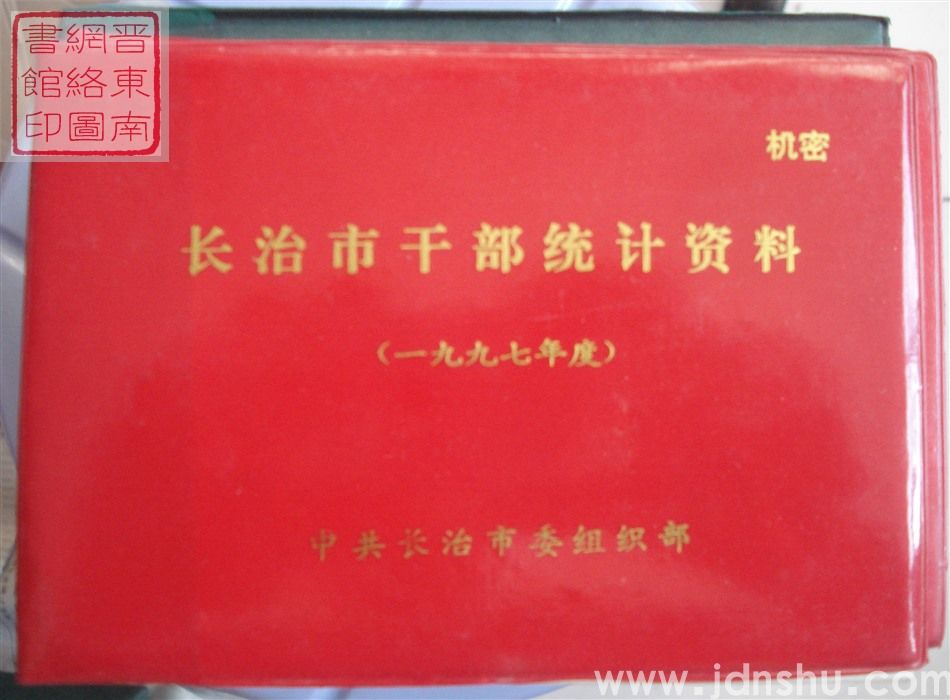 晋東南
網絡圖
書館印
机密
长治市干部统计资料
(一九九七年度)
中共长治市委组织部
www.jdnshu.com